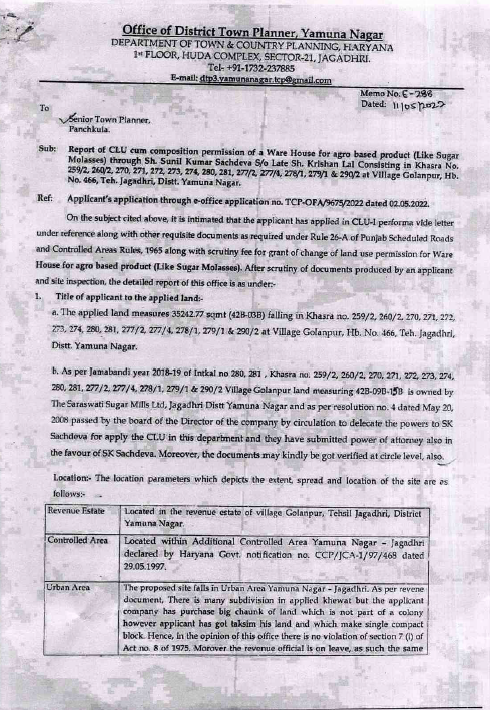 Office of District Town Planner, Yamuna Nagar
DEPARTMENT OF TOWN & COUNTRY PLANNING, HARYANA
1st FLOOR, HUDA COMPLEX, SECTOR-21, JAGADHRI.
Tel- +91-1732-237885
E-mail: dtp3.yamunanagar.tcp@gmail.com
Memo No. E-288
Dated: 11/05/2022
To
Senior Town Planner,
Panchkula.
Sub: Report of CLU cum composition permission of a Ware House for agro based product (Like Sugar
Molasses) through Sh. Sunil Kumar Sachdeva S/o Late Sh. Krishan Lal Consisting in Khasra No.
259/2, 260/2, 270, 271, 272, 273, 274, 280, 281, 277/2, 277/4, 278/1, 279/1 & 290/2 at Village Golanpur, Hb.
No. 466, Teh. Jagadhri, Distt. Yamuna Nagar.
Ref: Applicant's application through e-office application no. TCP-OFA/9675/2022 dated 02.05.2022.
On the subject cited above, it is intimated that the applicant has applied in CLU-I performa vide letter
under reference along with other requisite documents as required under Rule 26-A of Punjab Scheduled Roads
and Controlled Areas Rules, 1965 along with scrutiny fee for grant of change of land use permission for Ware
House for agro based product (Like Sugar Molasses). After scrutiny of documents produced by an applicant
and site inspection, the detailed report of this office is as under:-
1. Title of applicant to the applied land:-
a. The applied land measures 35242.77 sqmt (42B-03B) falling in Khasra no. 259/2, 260/2, 270, 271, 272,
273, 274, 280, 281, 277/2, 277/4, 278/1, 279/1 & 290/2 at Village Golanpur, Hb. No. 466, Teh. Jagadhri,
Distt. Yamuna Nagar.
b. As per Jamabandi year 2018-19 of Intkal no 280, 281 , Khasra no. 259/2, 260/2, 270, 271, 272, 273, 274,
280, 281, 277/2, 277/4, 278/1, 279/1 & 290/2 Village Golanpur land measuring 42B-09B-15B is owned by
The Saraswati Sugar Mills Ltd, Jagadhri Distt Yamuna Nagar and as per resolution no. 4 dated May 20,
2008 passed by the board of the Director of the company by circulation to delecate the powers to SK
Sachdeva for apply the CLU in this department and they have submitted power of attorney also in
the favour of SK Sachdeva. Moreover, the documents may kindly be got verified at circle level, also.
Location:- The location parameters which depicts the extent, spread and location of the site are as
follows:-
Revenue Estate Located in the revenue estate of village Golanpur, Tehsil Jagadhri, District
Yamuna Nagar.
Controlled Area Located within Additional Controlled Area Yamuna Nagar – Jagadhri
declared by Haryana Govt. notification no. CCP/JCA-1/97/468 dated
29.05.1997.
Urban Area The proposed site falls in Urban Area Yamuna Nagar – Jagadhri. As per revene
document, There is many subdivision in applied khewat but the applicant
company has purchase big chaunk of land which is not part of a colony
however applicant has got taksim his land and which make single compact
block. Hence, in the opinion of this office there is no violation of section 7 (i) of
Act no. 8 of 1975. Morover the revenue official is on leave, as such the same